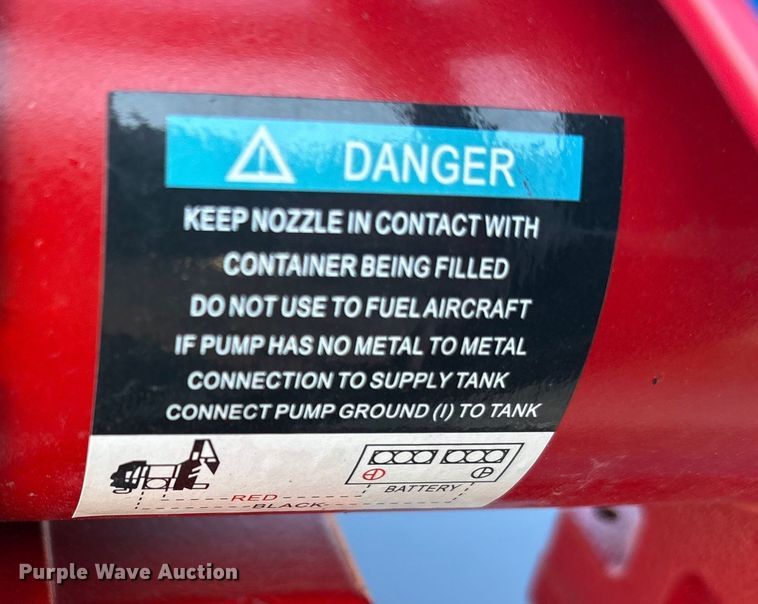 DANGER
KEEP NOZZLE IN CONTACT WITH
CONTAINER BEING FILLED
DO NOT USE TO FUEL AIRCRAFT
IF PUMP HAS NO METAL TO METAL
CONNECTION TO SUPPLY TANK
CONNECT PUMP GROUND (I) TO TANK
RED
BATTERY
BLACK
Purple Wave Auction